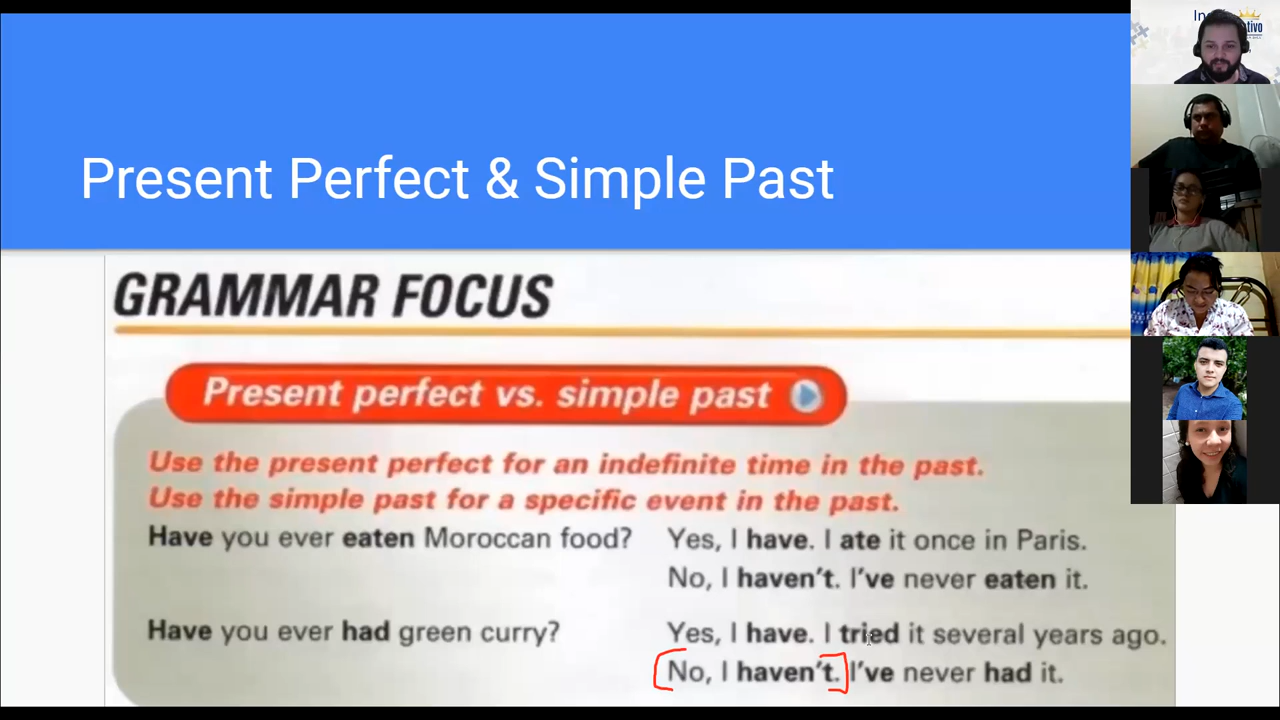 Present Perfect & Simple Past
GRAMMAR FOCUS
Present perfect vs. simple past
Use the present perfect for an indefinite time in the past.
Use the simple past for a specific event in the past.
Have you ever eaten Moroccan food? Yes, I have. I ate it once in Paris.
No, I haven't. I've never eaten it.
Have you ever had green curry? Yes, I have. I tried it several years ago.
No, I haven't. I've never had it.